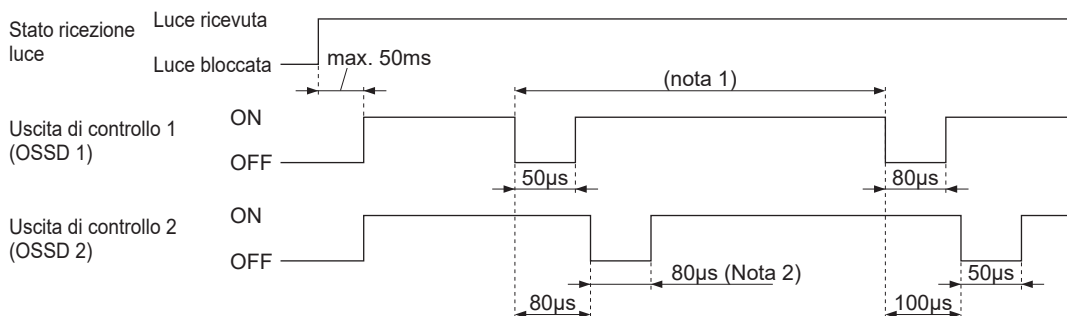 Stato ricezione
luce
Luce ricevuta
Luce bloccata
max. 50ms
(nota 1)
Uscita di controllo 1
(OSSD 1)
ON
OFF
50µs
80µs
Uscita di controllo 2
(OSSD 2)
ON
OFF
80µs (Nota 2)
50µs
80µs
100µs